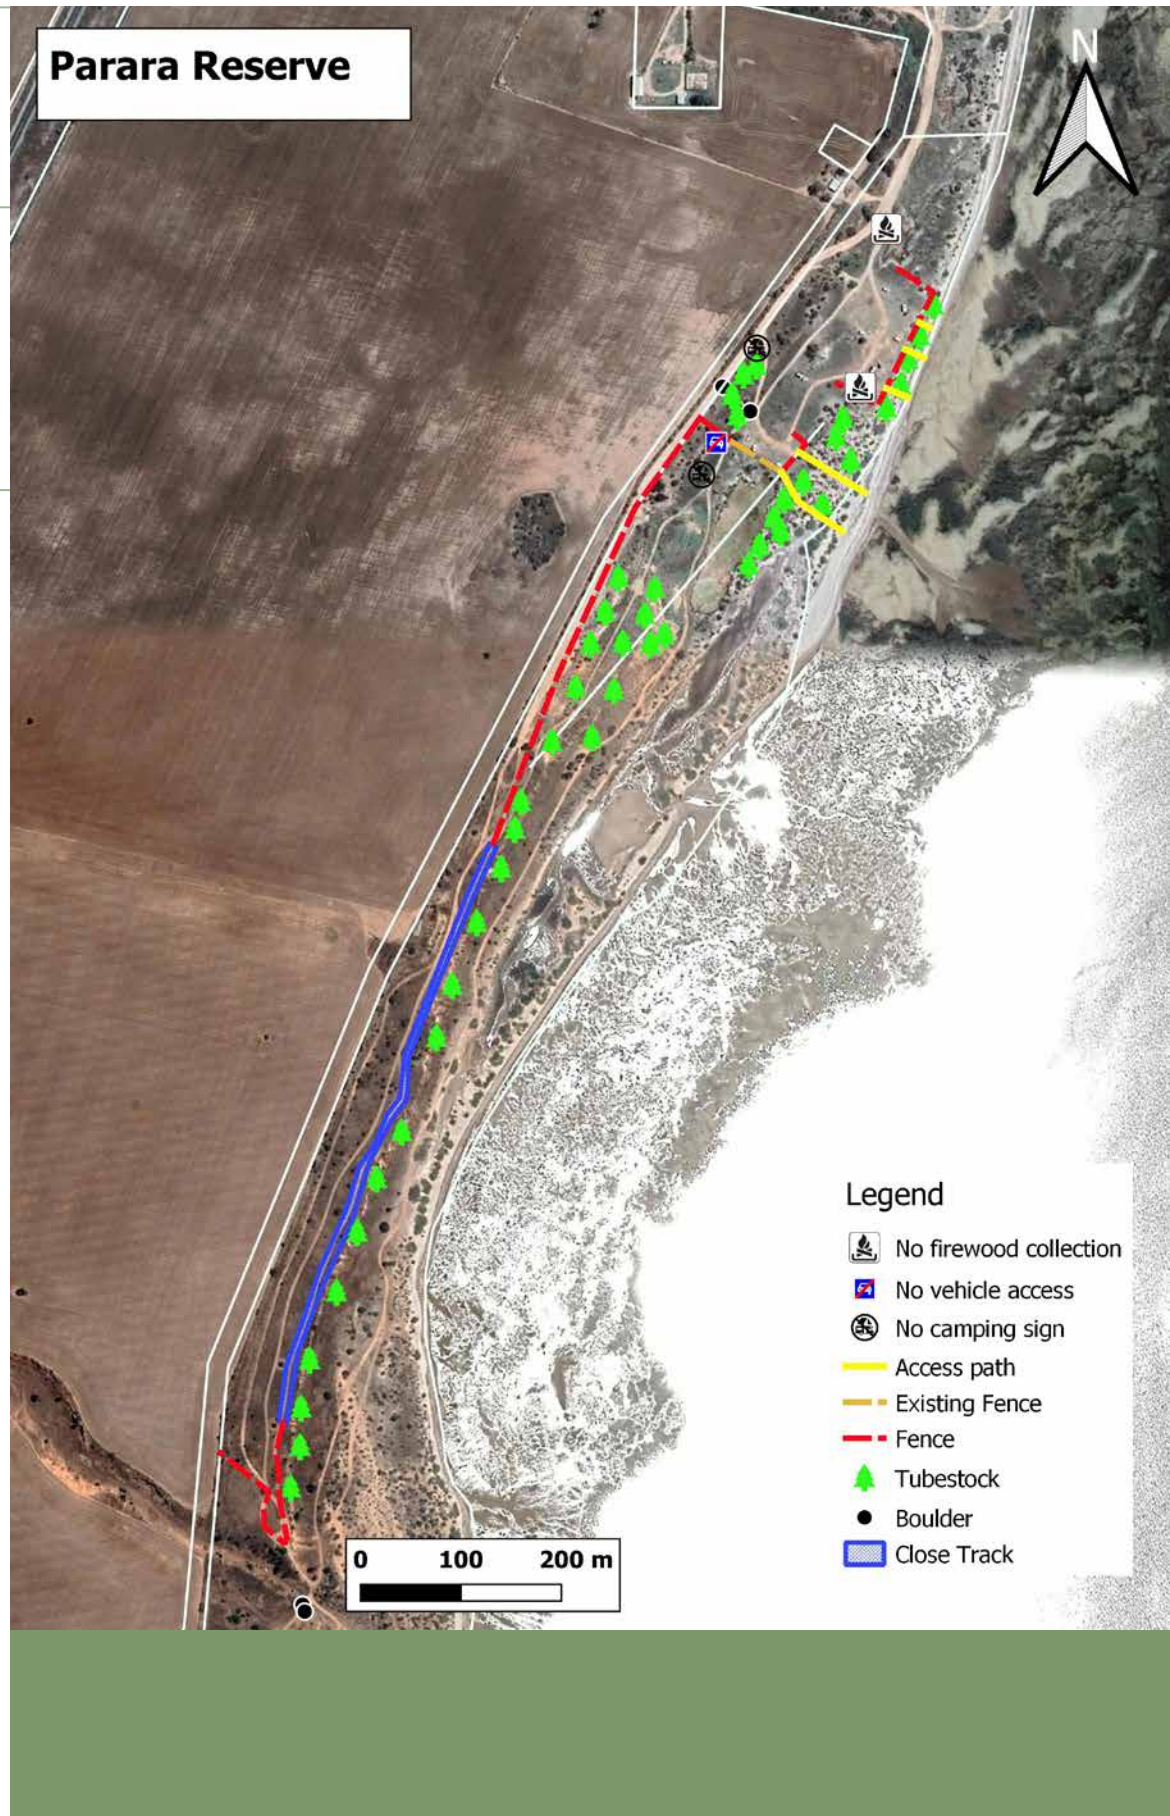 Parara Reserve
N
Legend
No firewood collection
No vehicle access
No camping sign
Access path
Existing Fence
Fence
Tubestock
Boulder
Close Track
0 100 200 m